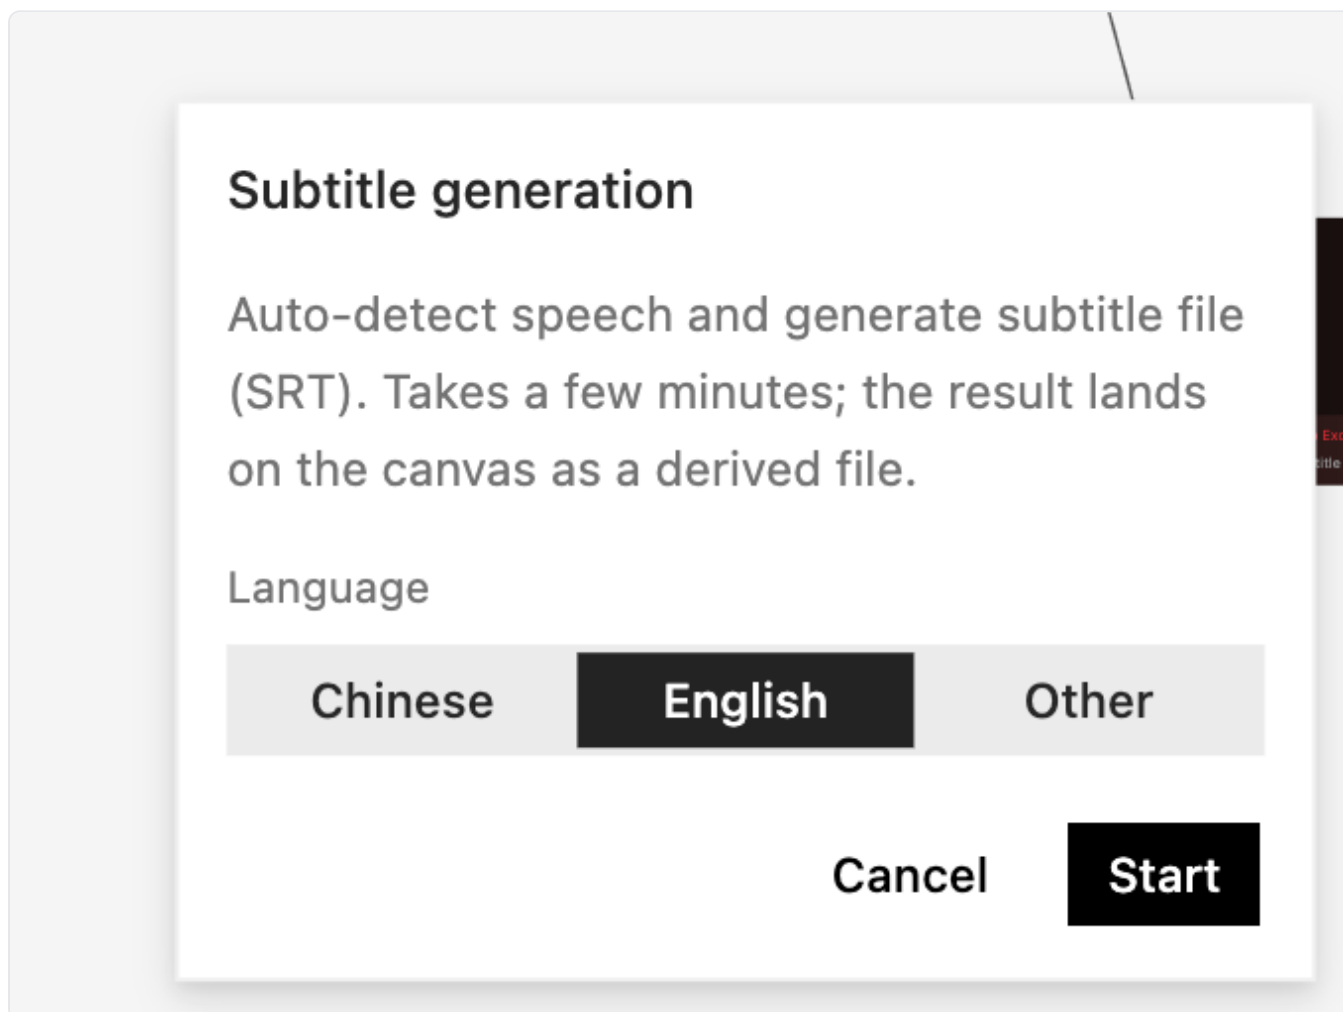 Subtitle generation
Auto-detect speech and generate subtitle file
(SRT). Takes a few minutes; the result lands
on the canvas as a derived file.
Language
Chinese English Other
Cancel Start